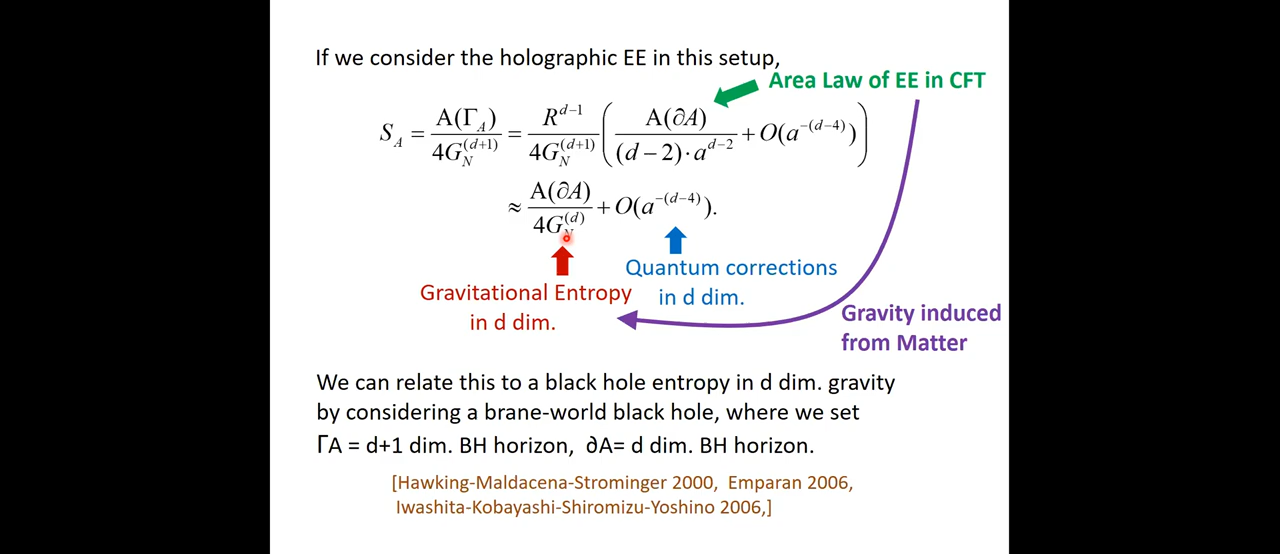 If we consider the holographic EE in this setup,
Area Law of EE in CFT
S_A = A(Γ_A) / 4G_N^(d+1) = R^(d−1) / 4G_N^(d+1) ( A(∂A) / (d−2)·a^(d−2) + O(a^(−(d−4))) )
≈ A(∂A) / 4G_N^(d) + O(a^(−(d−4))).
Quantum corrections
in d dim.
Gravitational Entropy
in d dim.
Gravity induced
from Matter
We can relate this to a black hole entropy in d dim. gravity
by considering a brane-world black hole, where we set
ΓA = d+1 dim. BH horizon, ∂A= d dim. BH horizon.
[Hawking-Maldacena-Strominger 2000, Emparan 2006,
Iwashita-Kobayashi-Shiromizu-Yoshino 2006,]